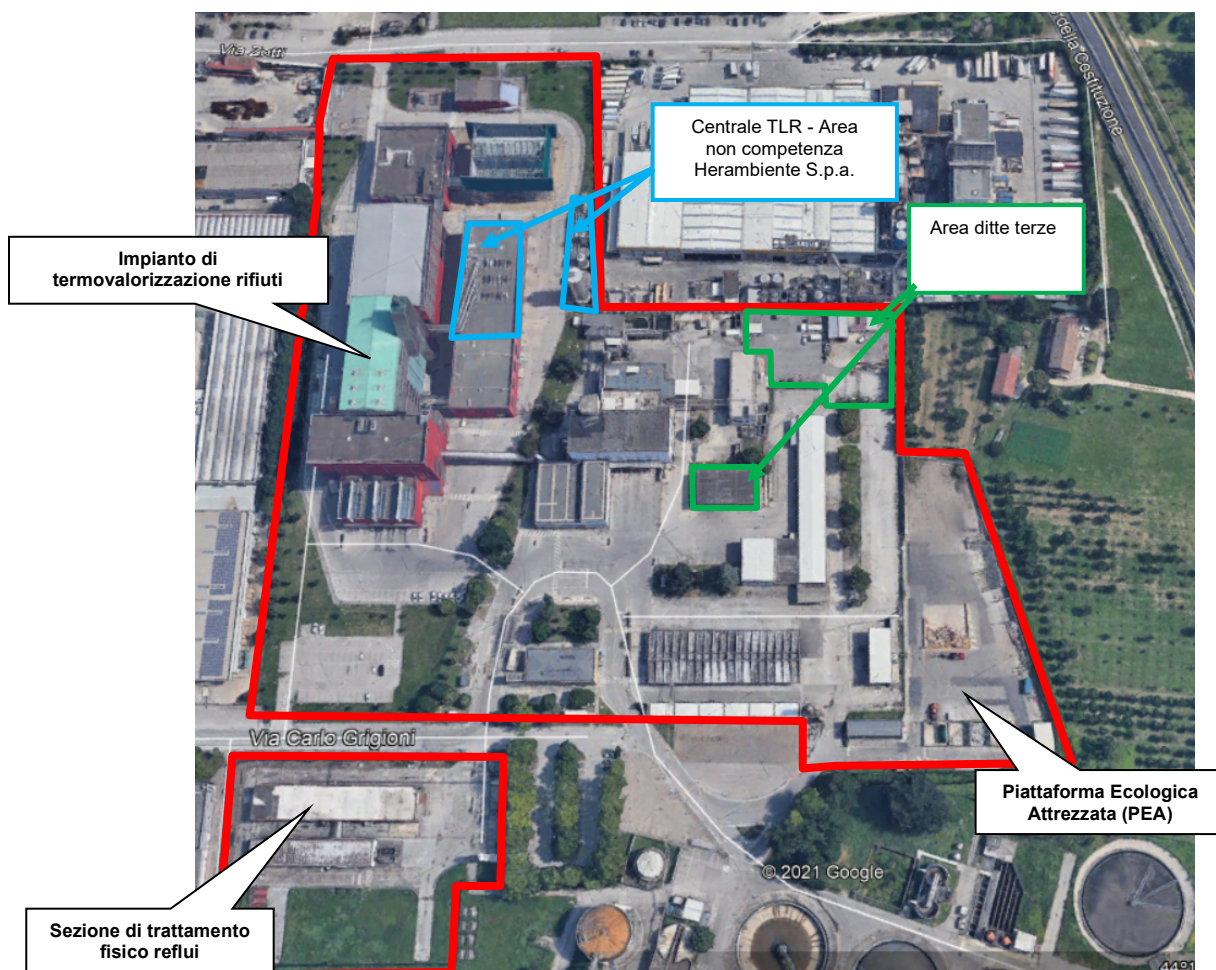 Via Zotti
della Costituzione
Centrale TLR - Area
non competenza
Herambiente S.p.a.
Area ditte terze
Impianto di
termovalorizzazione rifiuti
Via Carlo Grigioni
Piattaforma Ecologica
Attrezzata (PEA)
© 2021 Google
Sezione di trattamento
fisico reflui